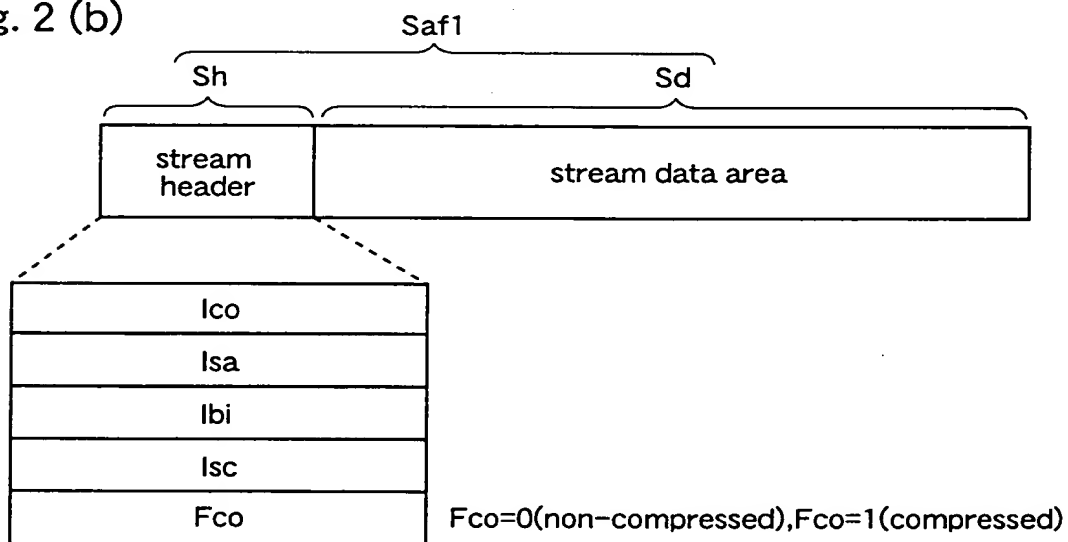 g. 2 (b)
Saf1
Sh
Sd
stream
header
stream data area
Ico
Isa
Ibi
Isc
Fco
Fco=0(non-compressed),Fco=1(compressed)